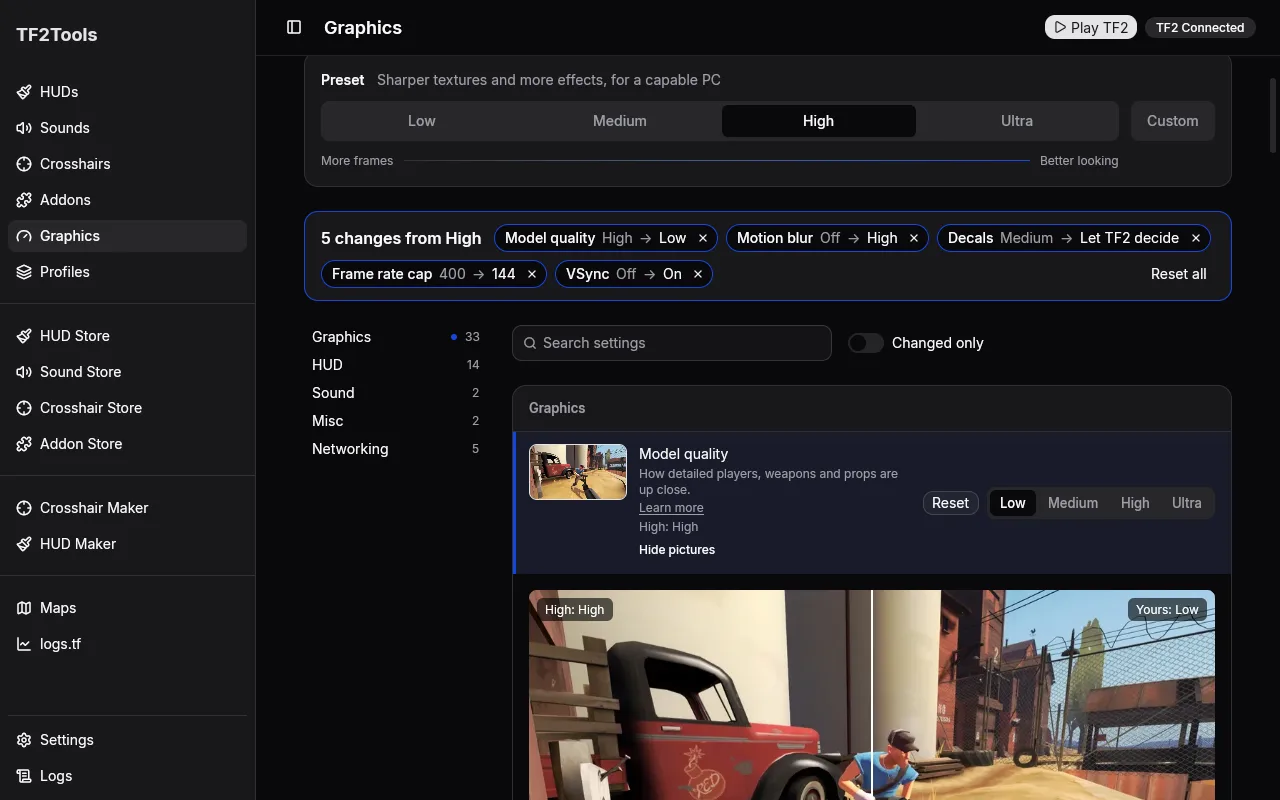 TF2Tools
HUDs
Sounds
Crosshairs
Addons
Graphics
Profiles
HUD Store
Sound Store
Crosshair Store
Addon Store
Crosshair Maker
HUD Maker
Maps
logs.tf
Settings
Logs
Graphics
Play TF2
TF2 Connected
Preset Sharper textures and more effects, for a capable PC
Low Medium High Ultra Custom
More frames Better looking
5 changes from High Model quality High → Low × Motion blur Off → High × Decals Medium → Let TF2 decide ×
Frame rate cap 400 → 144 × VSync Off → On × Reset all
Graphics 33
HUD 14
Sound 2
Misc 2
Networking 5
Search settings Changed only
Graphics
Model quality
How detailed players, weapons and props are
up close.
Learn more
High: High
Hide pictures
Reset Low Medium High Ultra
High: High Yours: Low
2
RED